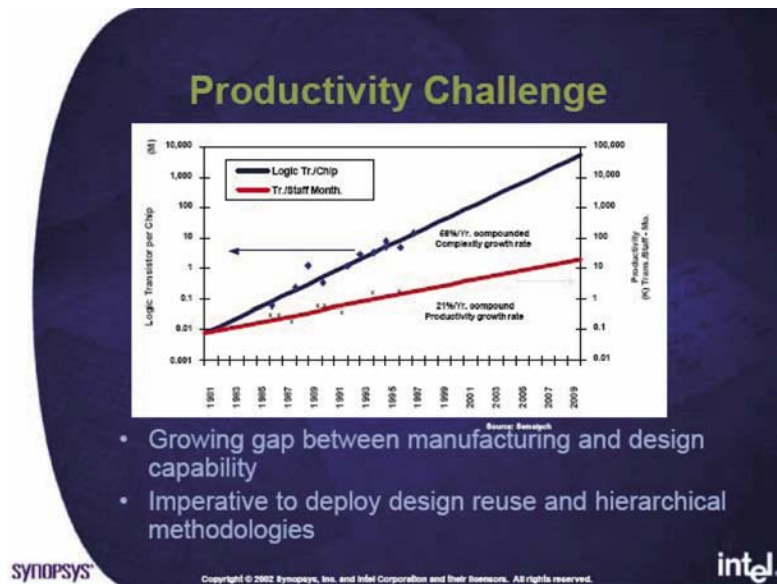 Productivity Challenge
(M)
Logic Transistor per Chip
10,000
1,000
100
10
1
0.1
0.01
0.001
Logic Tr./Chip
Tr./Staff Month.
58%/Yr. compounded
Complexity growth rate
21%/Yr. compound
Productivity growth rate
100,000
10,000
1,000
100
10
1
0.1
0.01
Productivity
(K) Trans./Staff - Mo.
1981
1983
1985
1987
1989
1991
1993
1995
1997
1999
2001
2003
2005
2007
2009
Source: Sematech
• Growing gap between manufacturing and design
capability
• Imperative to deploy design reuse and hierarchical
methodologies
SYNOPSYS
Copyright © 2002 Synopsys, Inc. and Intel Corporation and their licensors. All rights reserved.
intel